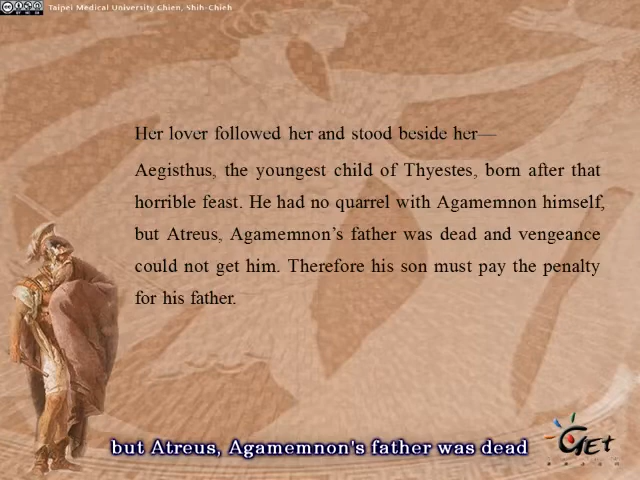 Taipei Medical University Chien, Shih-Chieh
Her lover followed her and stood beside her—
Aegisthus, the youngest child of Thyestes, born after that
horrible feast. He had no quarrel with Agamemnon himself,
but Atreus, Agamemnon’s father was dead and vengeance
could not get him. Therefore his son must pay the penalty
for his father.
but Atreus, Agamemnon's father was dead
GET